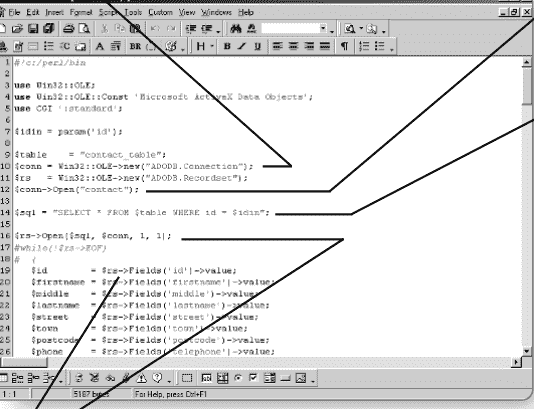 File Edit Insert Format Script Tools Custom View Windows Help
H B I U ¶
1 #!c:/perl/bin
2
3 use Win32::OLE;
4 use Win32::OLE::Const 'Microsoft ActiveX Data Objects';
5 use CGI ':standard';
6
7 $idin = param('id');
8
9 $table = "contact_table";
10 $conn = Win32::OLE->new("ADODB.Connection");
11 $rs = Win32::OLE->new("ADODB.Recordset");
12 $conn->Open("contact");
13
14 $sql = "SELECT * FROM $table WHERE id = $idin";
15
16 $rs->Open($sql, $conn, 1, 1);
17 #while(!$rs->EOF)
18 # {
19 $id = $rs->Fields('id')->value;
20 $firstname = $rs->Fields('firstname')->value;
21 $middle = $rs->Fields('middle')->value;
22 $lastname = $rs->Fields('lastname')->value;
23 $street = $rs->Fields('street')->value;
24 $town = $rs->Fields('town')->value;
25 $postcode = $rs->Fields('postcode')->value;
26 $phone = $rs->Fields('telephone')->value;
1:1 5187 bytes For Help, press Ctrl+F1